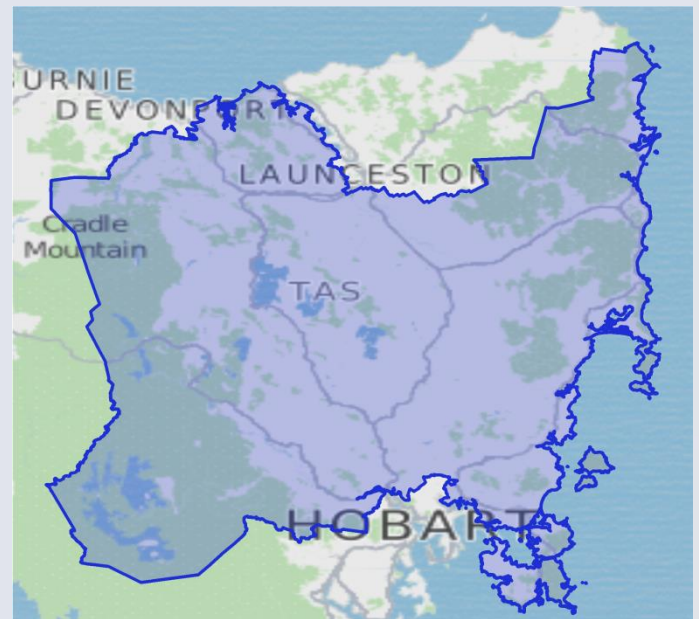 URNIE
DEVONPORT
LAUNCESTON
Cradle
Mountain
TAS
HOBART